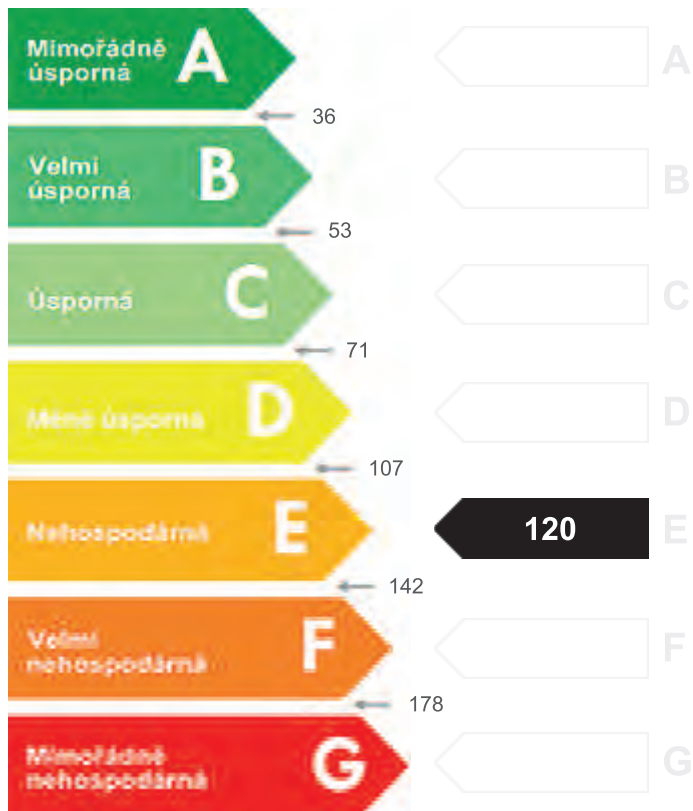 Mimořádně
úsporná
A
A
36
Velmi
úsporná
B
B
53
Úsporná
C
C
71
Méně úsporná
D
D
107
Nehospodárná
E
120
E
142
Velmi
nehospodárná
F
F
178
Mimořádně
nehospodárná
G
G